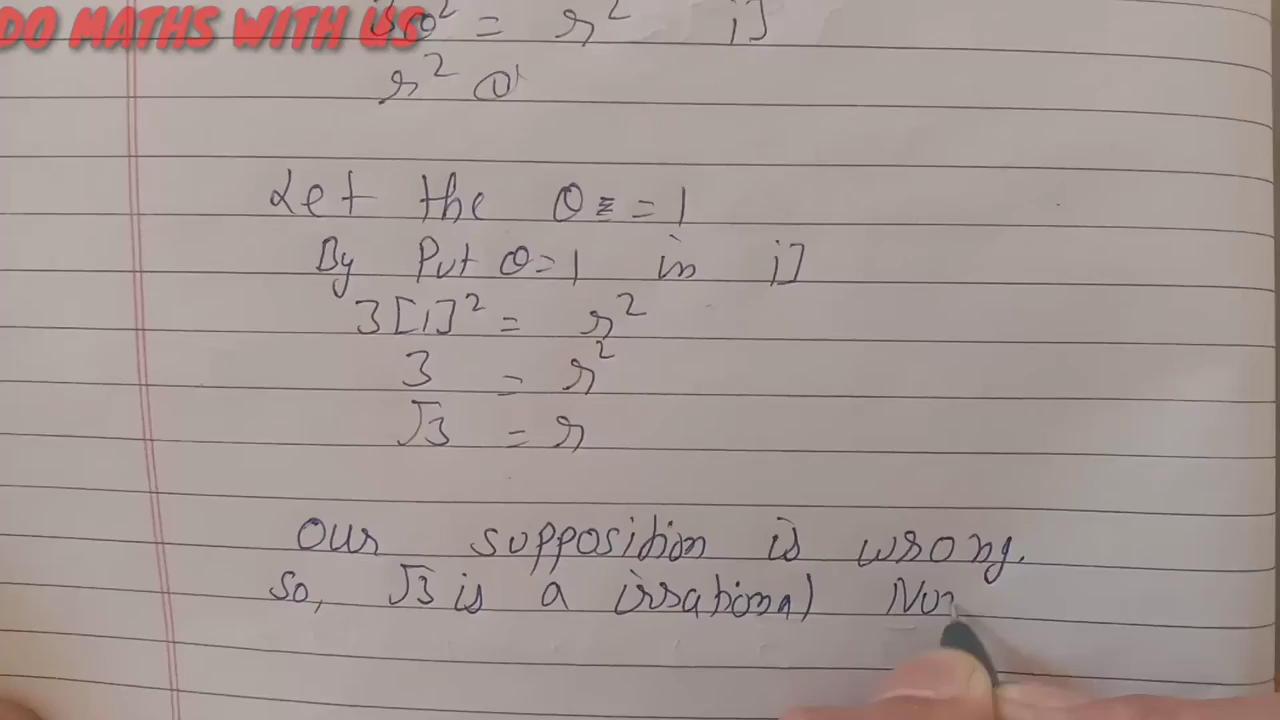 DO MATHS WITH US
3Q² = r² i]
r² Q
Let the Q = 1
By Put Q=1 in i]
3[1]² = r²
3 = r²
√3 = r
Our supposition is wrong.
So, √3 is a irrational Num